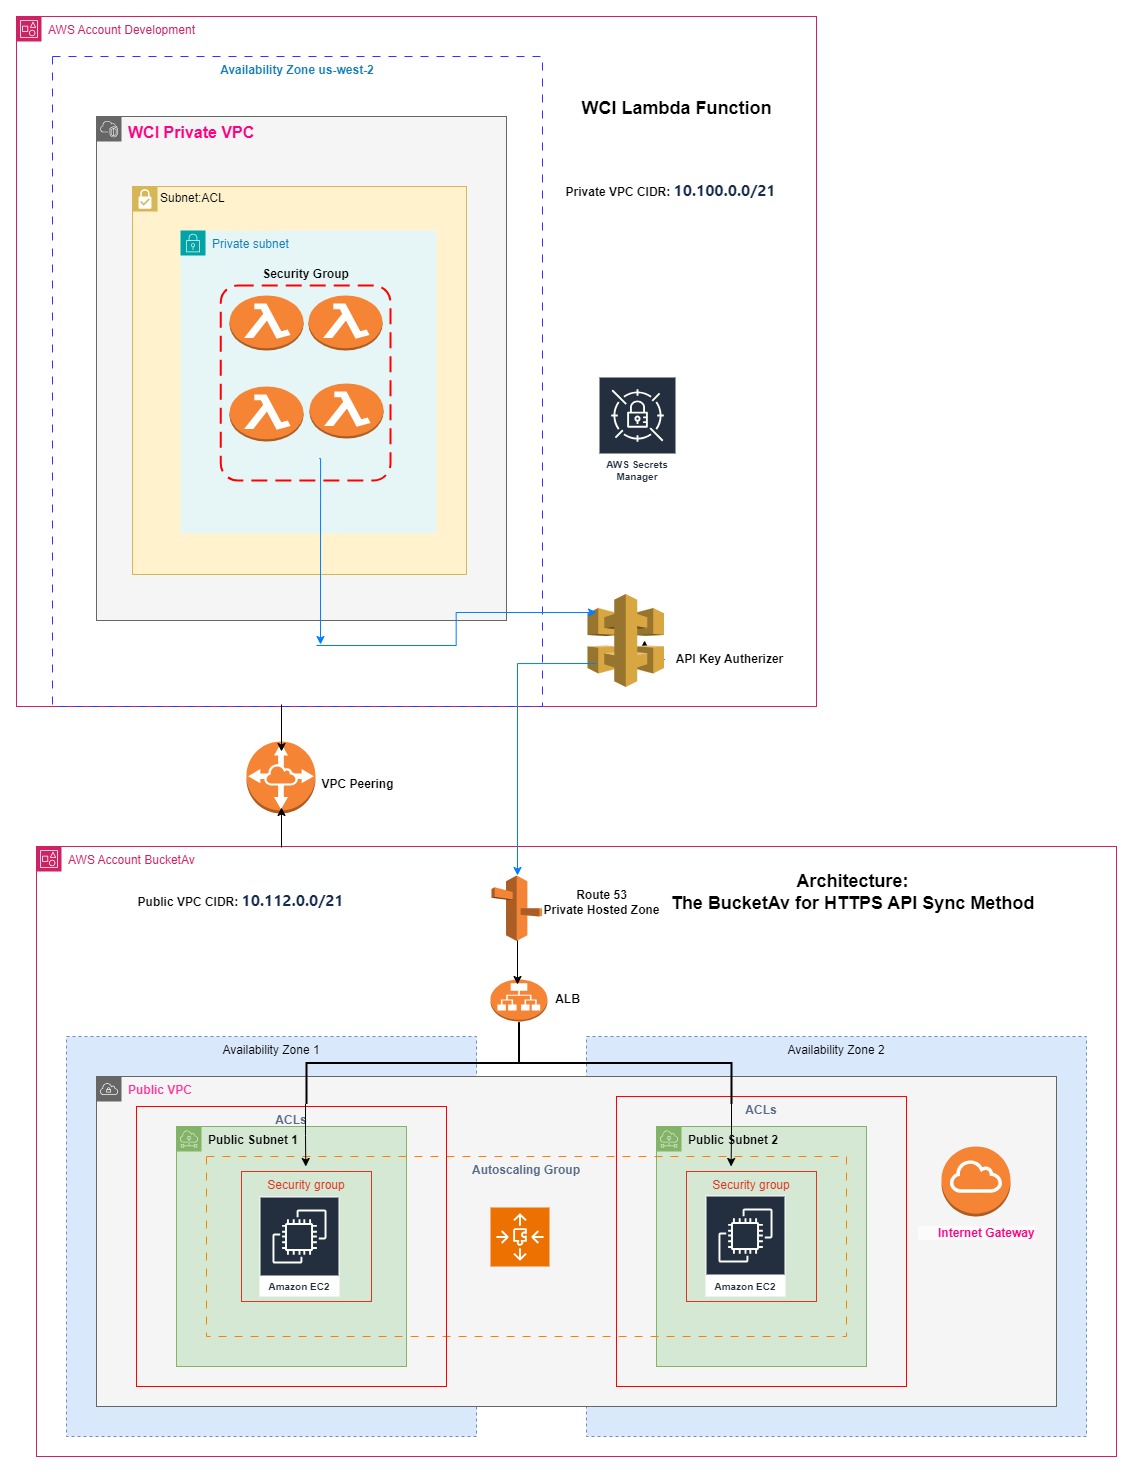 AWS Account Development
Availability Zone us-west-2
WCI Lambda Function
WCI Private VPC
Private VPC CIDR: 10.100.0.0/21
Subnet:ACL
Private subnet
Security Group
AWS Secrets
Manager
API Key Autherizer
VPC Peering
AWS Account BucketAv
Public VPC CIDR: 10.112.0.0/21
Route 53
Private Hosted Zone
Architecture:
The BucketAv for HTTPS API Sync Method
ALB
Availability Zone 1
Availability Zone 2
Public VPC
ACLs
ACLs
Public Subnet 1
Public Subnet 2
Autoscaling Group
Security group
Security group
Amazon EC2
Amazon EC2
Internet Gateway